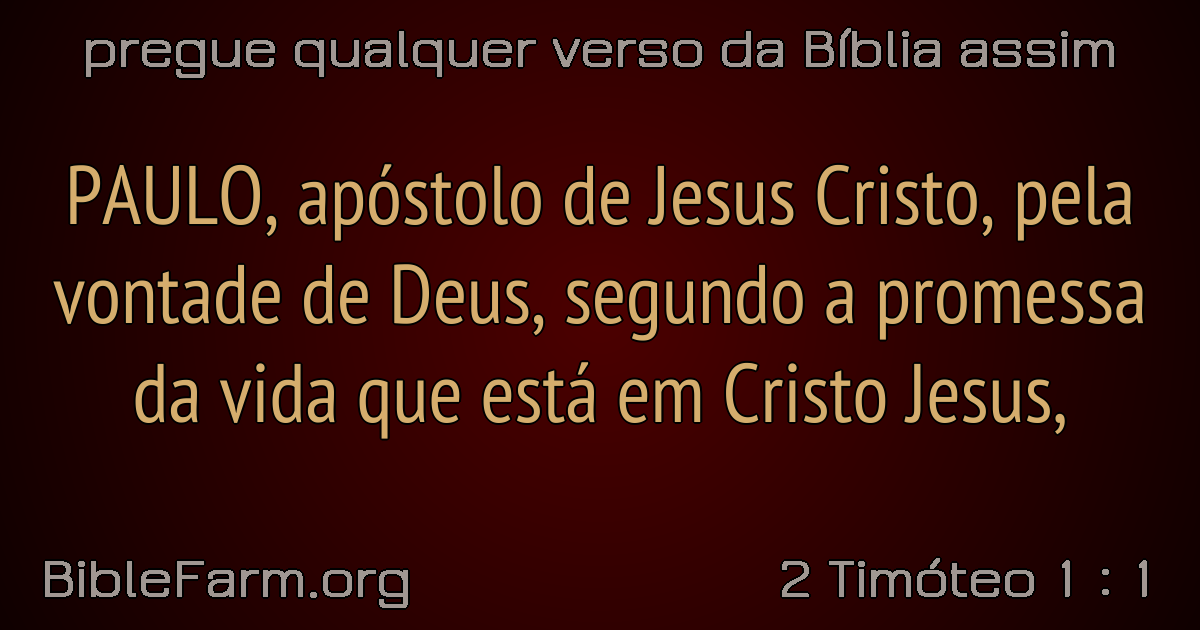 pregue qualquer verso da Bíblia assim
PAULO, apóstolo de Jesus Cristo, pela
vontade de Deus, segundo a promessa
da vida que está em Cristo Jesus,
BibleFarm.org
2 Timóteo 1 : 1